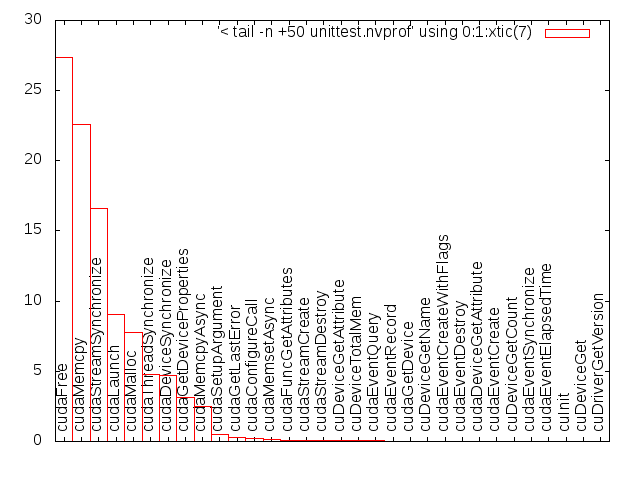 '< tail -n +50 unittest.nvprof' using 0:1:xtic(7)
30
25
20
15
10
5
0
cudaFree
cudaMemcpy
cudaStreamSynchronize
cudaLaunch
cudaMalloc
cudaThreadSynchronize
cudaDeviceSynchronize
cudaGetDeviceProperties
cudaMemcpyAsync
cudaSetupArgument
cudaGetLastError
cudaConfigureCall
cudaMemsetAsync
cudaFuncGetAttributes
cudaStreamCreate
cudaStreamDestroy
cuDeviceGetAttribute
cuDeviceTotalMem
cudaEventQuery
cudaEventRecord
cudaGetDevice
cuDeviceGetName
cudaEventCreateWithFlags
cudaEventDestroy
cudaDeviceGetAttribute
cudaEventCreate
cuDeviceGetCount
cudaEventSynchronize
cudaEventElapsedTime
cuInit
cuDeviceGet
cuDriverGetVersion